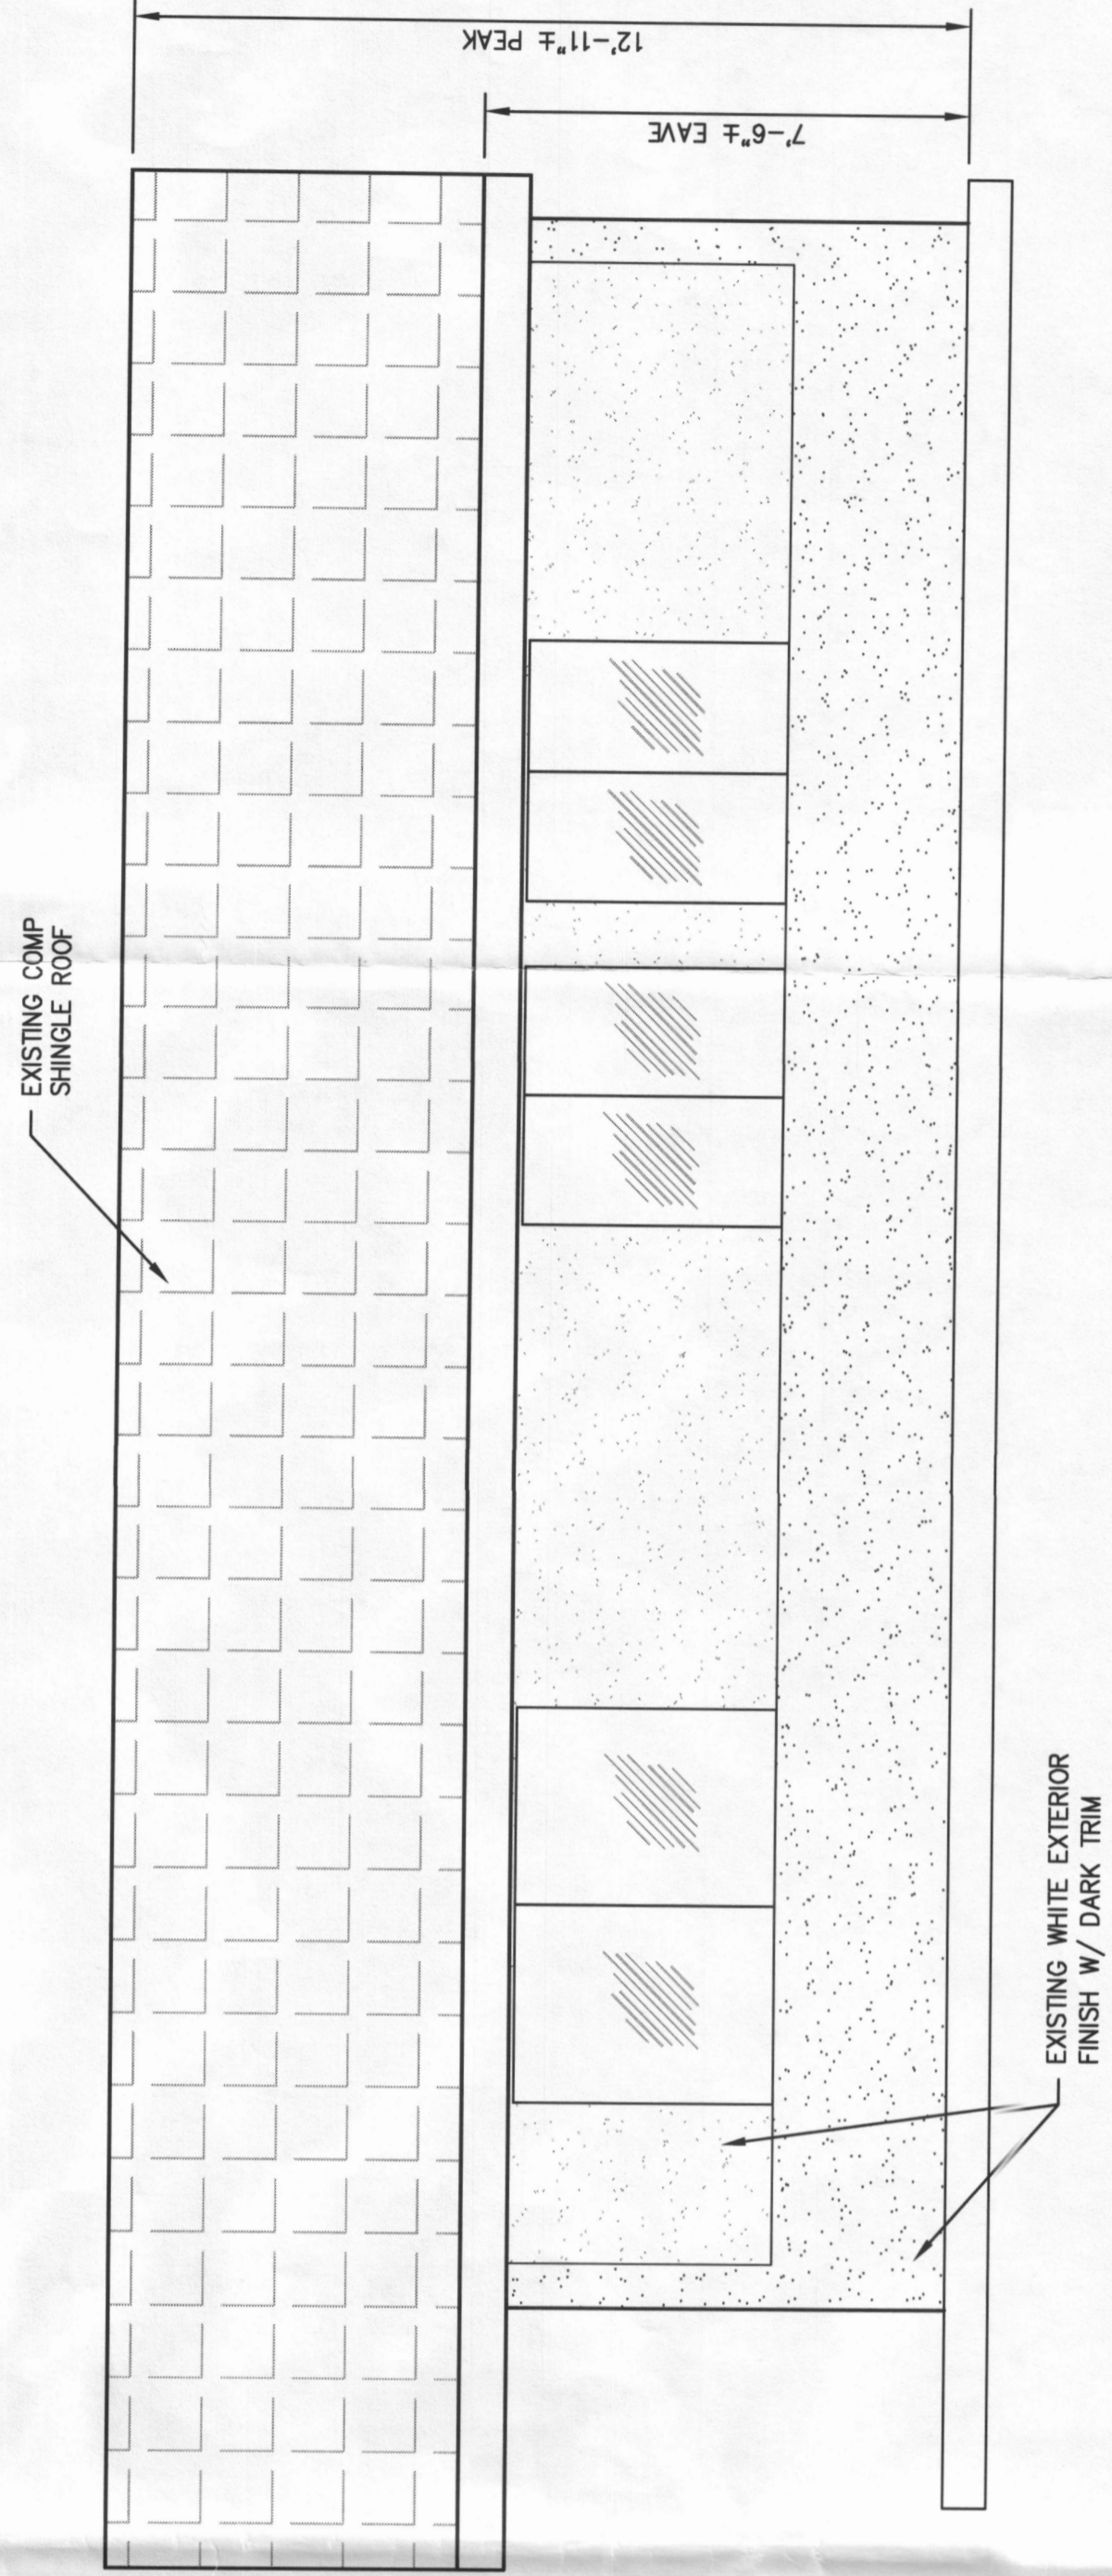 EXISTING COMP
SHINGLE ROOF
12'-11"± PEAK
7'-6"± EAVE
EXISTING WHITE EXTERIOR
FINISH W/ DARK TRIM